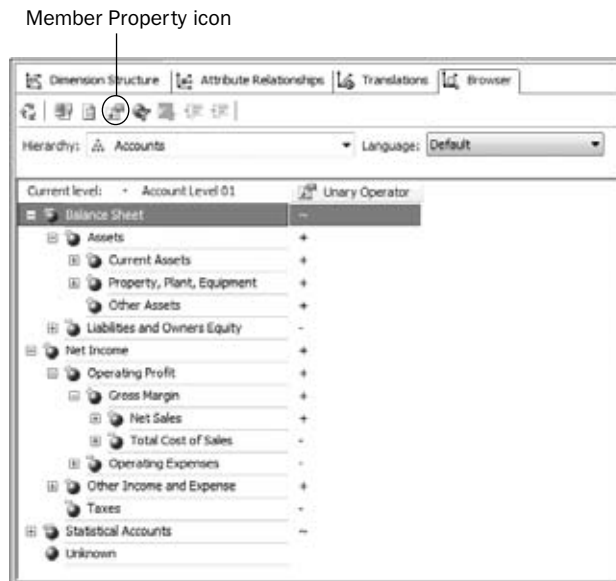 Member Property icon
Dimension Structure Attribute Relationships Translations Browser
Hierarchy: Accounts Language: Default
Current level: Account Level 01 Unary Operator
Balance Sheet ~
Assets +
Current Assets +
Property, Plant, Equipment +
Other Assets +
Liabilities and Owners Equity -
Net Income +
Operating Profit +
Gross Margin +
Net Sales +
Total Cost of Sales -
Operating Expenses -
Other Income and Expense +
Taxes -
Statistical Accounts ~
Unknown